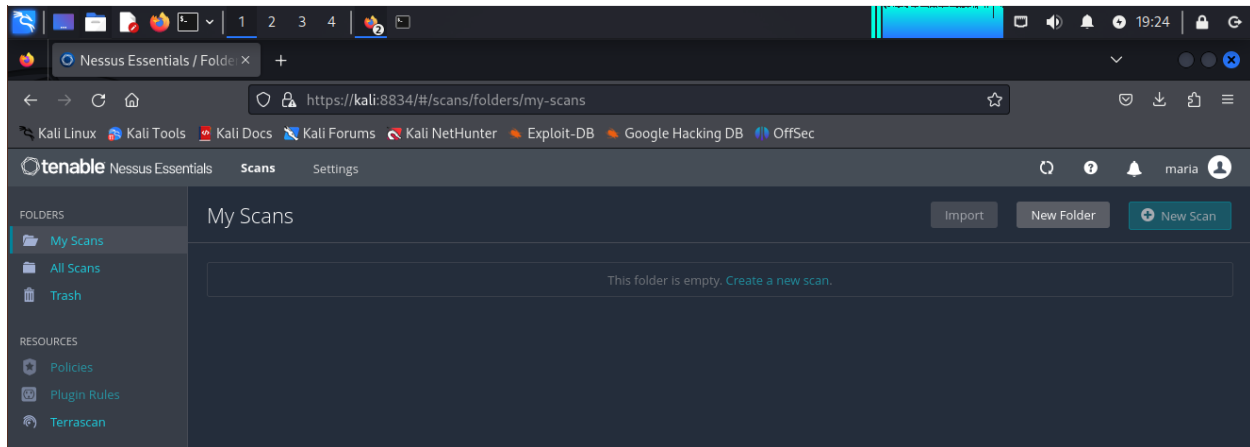 1 2 3 4 19:24
Nessus Essentials / Folde
https://kali:8834/#/scans/folders/my-scans
Kali Linux Kali Tools Kali Docs Kali Forums Kali NetHunter Exploit-DB Google Hacking DB OffSec
tenable Nessus Essentials Scans Settings maria
FOLDERS
My Scans
All Scans
Trash
RESOURCES
Policies
Plugin Rules
Terrascan
My Scans Import New Folder New Scan
This folder is empty. Create a new scan.